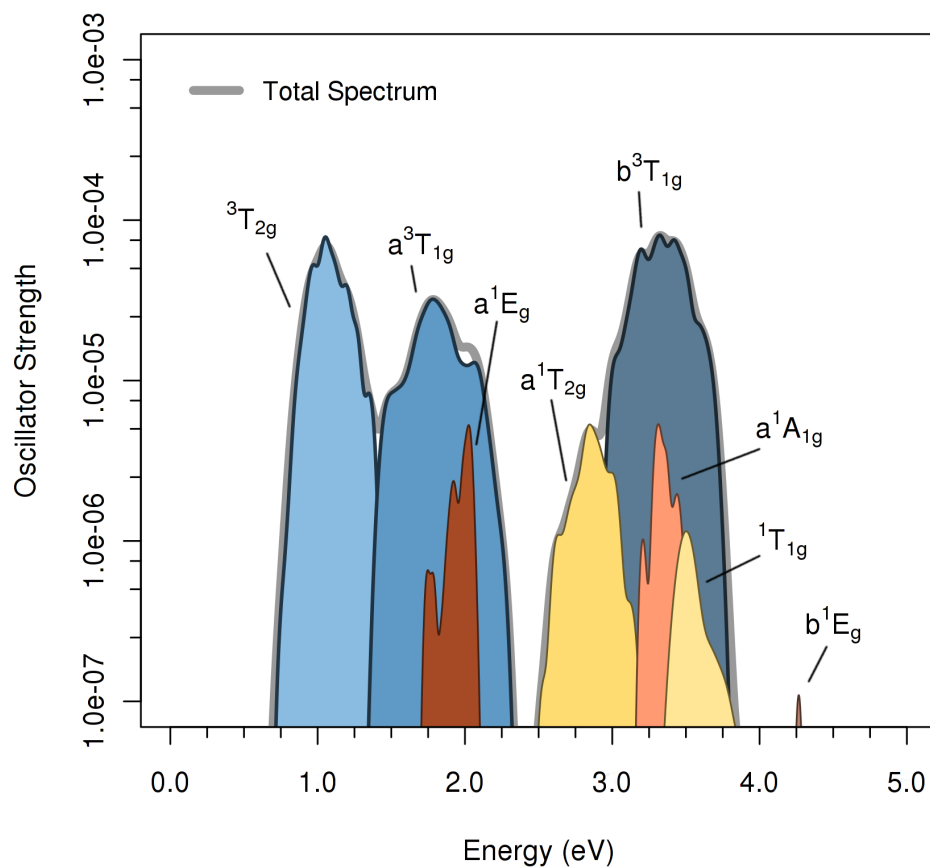 Total Spectrum
b³T₁g
³T₂g
a³T₁g
a¹Eg
a¹T₂g
a¹A₁g
¹T₁g
b¹Eg
Oscillator Strength
1.0e-03
1.0e-04
1.0e-05
1.0e-06
1.0e-07
0.0 1.0 2.0 3.0 4.0 5.0
Energy (eV)